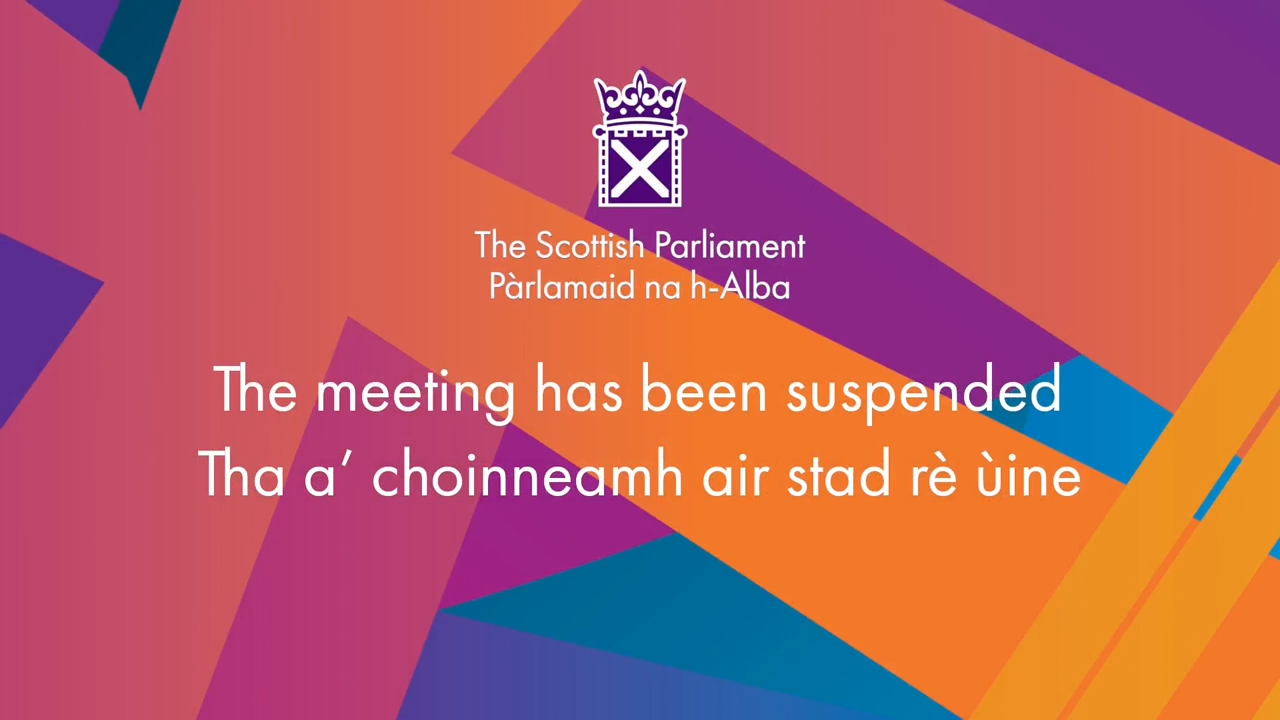 The Scottish Parliament
Pàrlamaid na h-Alba
The meeting has been suspended
Tha a’ choinneamh air stad rè ùine